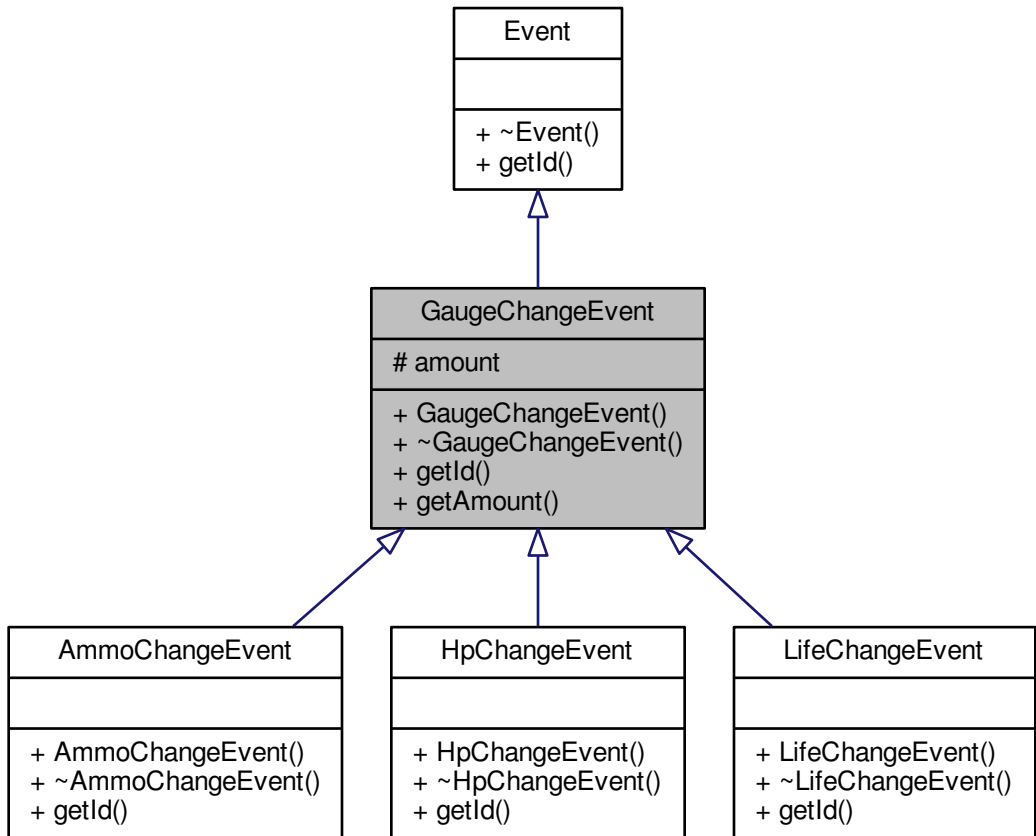 Event
+ ~Event()
+ getId()
GaugeChangeEvent
# amount
+ GaugeChangeEvent()
+ ~GaugeChangeEvent()
+ getId()
+ getAmount()
AmmoChangeEvent
+ AmmoChangeEvent()
+ ~AmmoChangeEvent()
+ getId()
HpChangeEvent
+ HpChangeEvent()
+ ~HpChangeEvent()
+ getId()
LifeChangeEvent
+ LifeChangeEvent()
+ ~LifeChangeEvent()
+ getId()